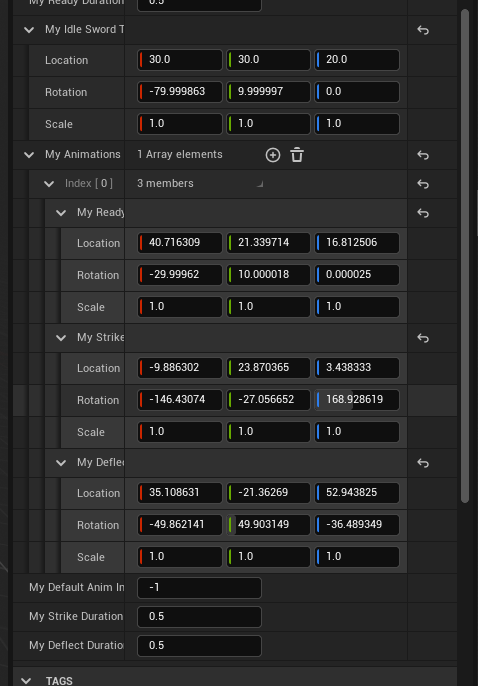 My Ready Duration 0.5
My Idle Sword T
Location 30.0 30.0 20.0
Rotation -79.999863 9.999997 0.0
Scale 1.0 1.0 1.0
My Animations 1 Array elements
Index [ 0 ] 3 members
My Ready
Location 40.716309 21.339714 16.812506
Rotation -29.99962 10.000018 0.000025
Scale 1.0 1.0 1.0
My Strike
Location -9.886302 23.870365 3.438333
Rotation -146.43074 -27.056652 168.928619
Scale 1.0 1.0 1.0
My Deflec
Location 35.108631 -21.36269 52.943825
Rotation -49.862141 49.903149 -36.489349
Scale 1.0 1.0 1.0
My Default Anim In -1
My Strike Duration 0.5
My Deflect Duratio 0.5
TAGS